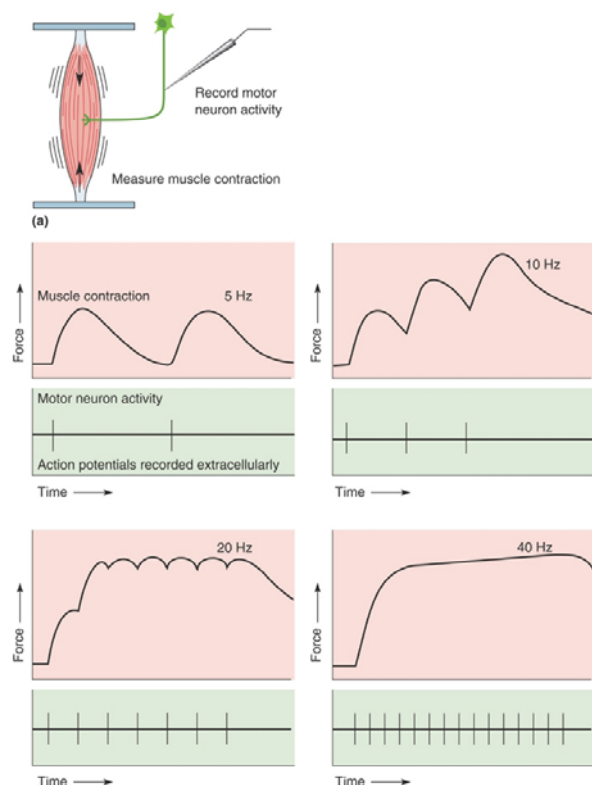 Record motor
neuron activity
Measure muscle contraction
(a)
Force
Muscle contraction
5 Hz
Motor neuron activity
Action potentials recorded extracellularly
Time
Force
10 Hz
Time
Force
20 Hz
Time
Force
40 Hz
Time